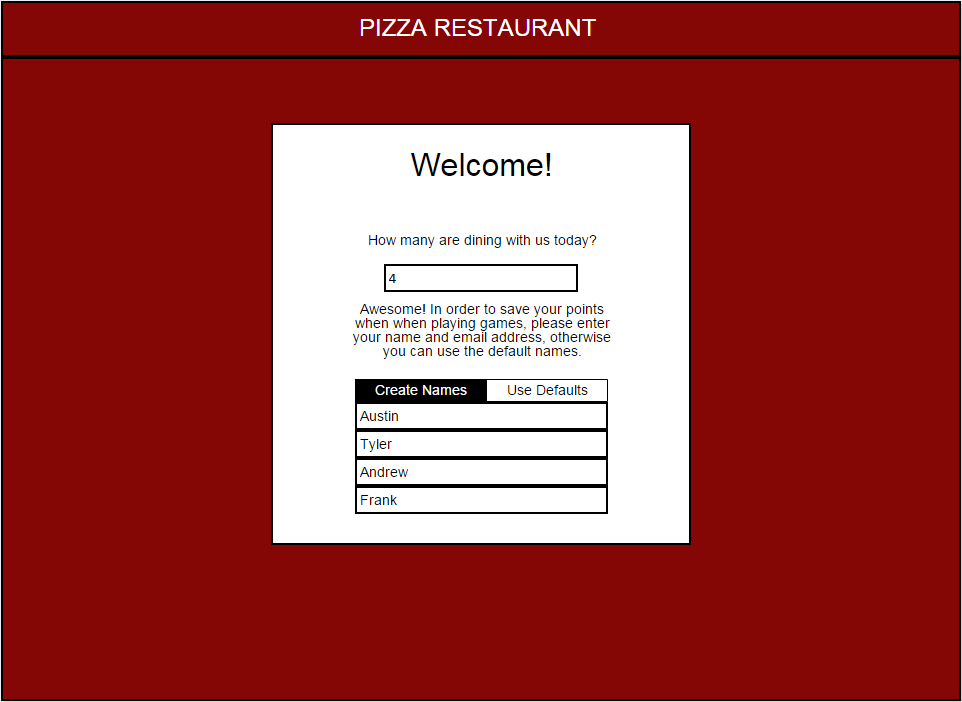 PIZZA RESTAURANT
Welcome!
How many are dining with us today?
4
Awesome! In order to save your points
when when playing games, please enter
your name and email address, otherwise
you can use the default names.
Create Names Use Defaults
Austin
Tyler
Andrew
Frank